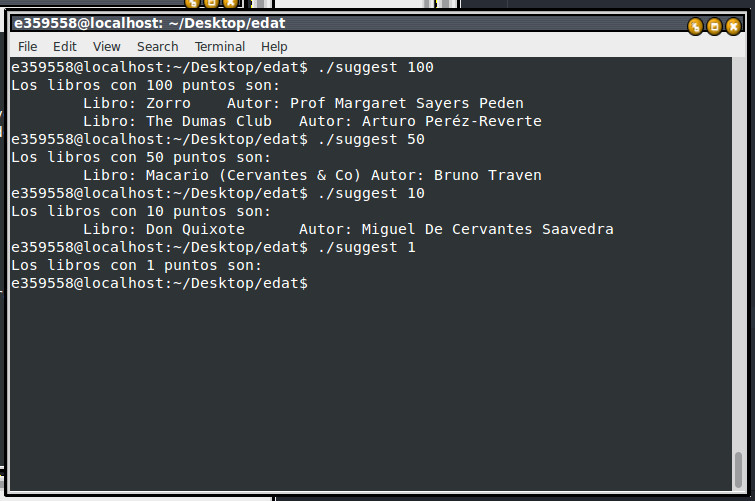 e359558@localhost: ~/Desktop/edat
File Edit View Search Terminal Help
e359558@localhost:~/Desktop/edat$ ./suggest 100
Los libros con 100 puntos son:
Libro: Zorro Autor: Prof Margaret Sayers Peden
Libro: The Dumas Club Autor: Arturo Peréz-Reverte
e359558@localhost:~/Desktop/edat$ ./suggest 50
Los libros con 50 puntos son:
Libro: Macario (Cervantes & Co) Autor: Bruno Traven
e359558@localhost:~/Desktop/edat$ ./suggest 10
Los libros con 10 puntos son:
Libro: Don Quixote Autor: Miguel De Cervantes Saavedra
e359558@localhost:~/Desktop/edat$ ./suggest 1
Los libros con 1 puntos son:
e359558@localhost:~/Desktop/edat$